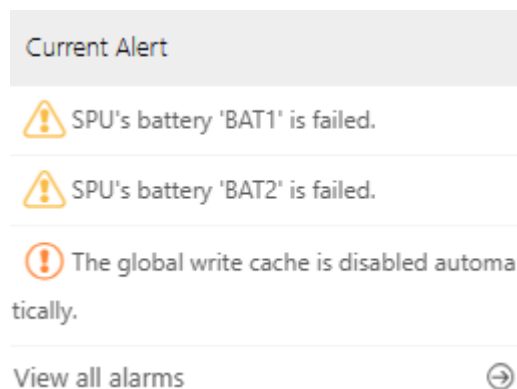 Current Alert
SPU's battery 'BAT1' is failed.
SPU's battery 'BAT2' is failed.
The global write cache is disabled automa
tically.
View all alarms